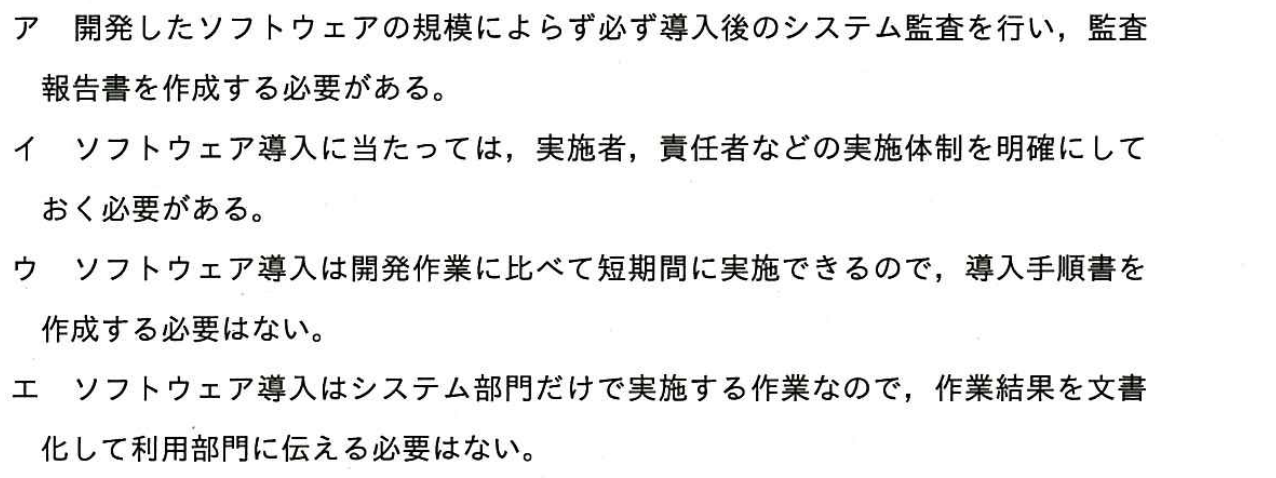 ア　開発したソフトウェアの規模によらず必ず導入後のシステム監査を行い，監査
報告書を作成する必要がある。
イ　ソフトウェア導入に当たっては，実施者，責任者などの実施体制を明確にして
おく必要がある。
ウ　ソフトウェア導入は開発作業に比べて短期間に実施できるので，導入手順書を
作成する必要はない。
エ　ソフトウェア導入はシステム部門だけで実施する作業なので，作業結果を文書
化して利用部門に伝える必要はない。